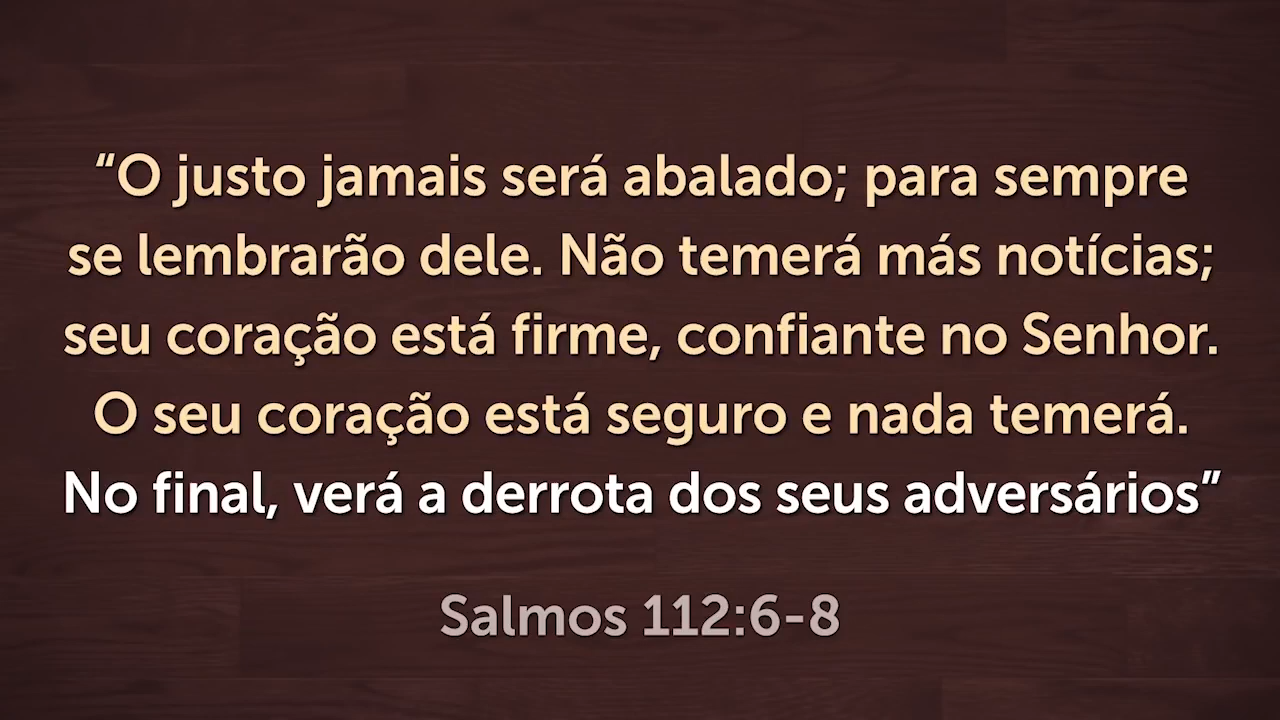 “O justo jamais será abalado; para sempre
se lembrarão dele. Não temerá más notícias;
seu coração está firme, confiante no Senhor.
O seu coração está seguro e nada temerá.
No final, verá a derrota dos seus adversários”
Salmos 112:6-8